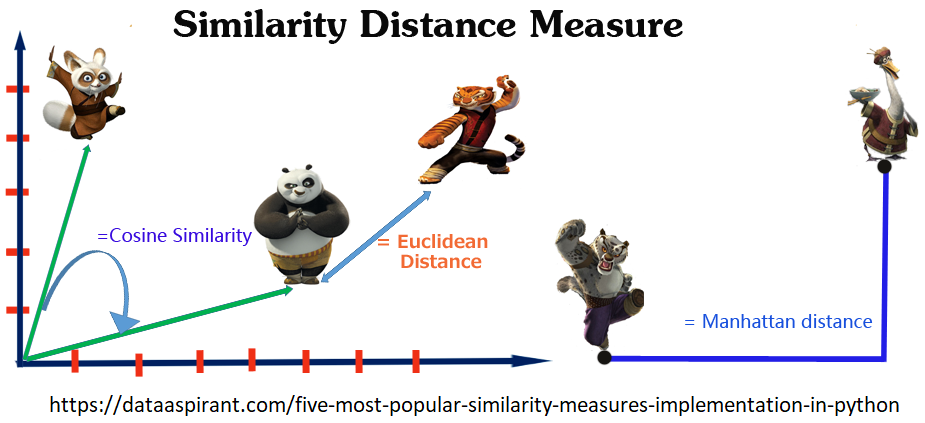 Similarity Distance Measure
=Cosine Similarity
= Euclidean
Distance
= Manhattan distance
https://dataaspirant.com/five-most-popular-similarity-measures-implementation-in-python